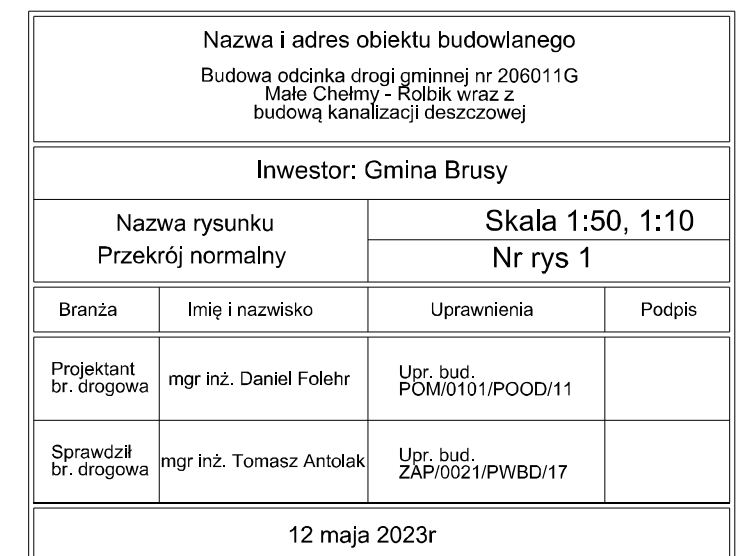 Nazwa i adres obiektu budowlanego
Budowa odcinka drogi gminnej nr 206011G
Małe Chełmy - Rolbik wraz z
budową kanalizacji deszczowej
Inwestor: Gmina Brusy
Nazwa rysunku
Przekrój normalny
Skala 1:50, 1:10
Nr rys 1
Branża Imię i nazwisko Uprawnienia Podpis
Projektant
br. drogowa
mgr inż. Daniel Folehr
Upr. bud.
POM/0101/POOD/11
Sprawdził
br. drogowa
mgr inż. Tomasz Antolak
Upr. bud.
ZAP/0021/PWBD/17
12 maja 2023r